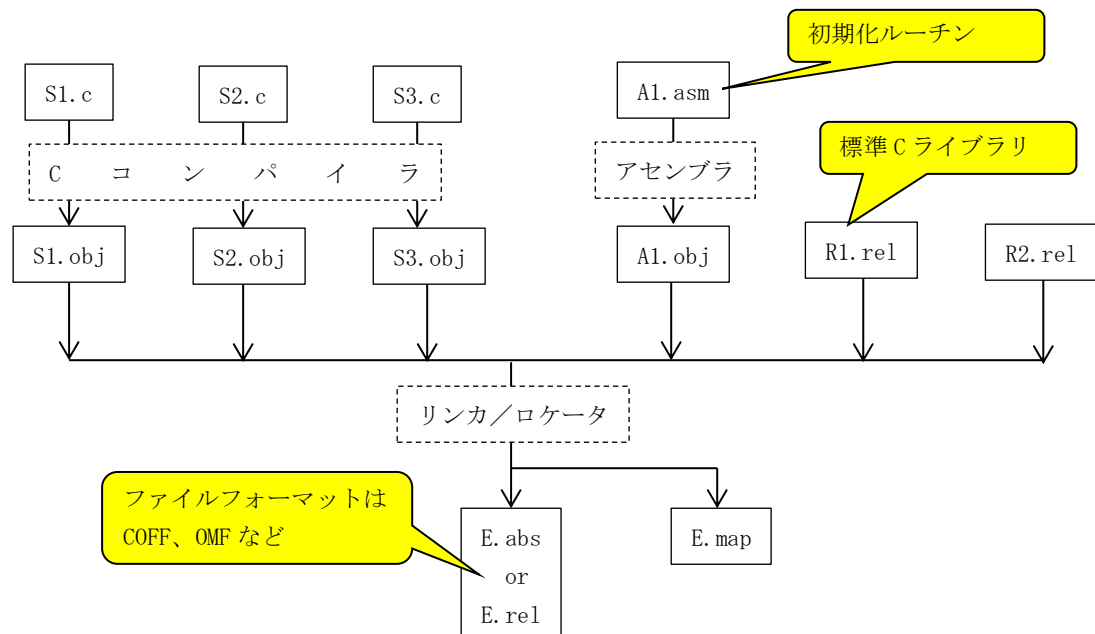 初期化ルーチン
S1.c
S2.c
S3.c
A1.asm
標準 C ライブラリ
C コ ン パ イ ラ
アセンブラ
S1.obj
S2.obj
S3.obj
A1.obj
R1.rel
R2.rel
リンカ／ロケータ
ファイルフォーマットは
COFF、OMF など
E.abs
or
E.rel
E.map